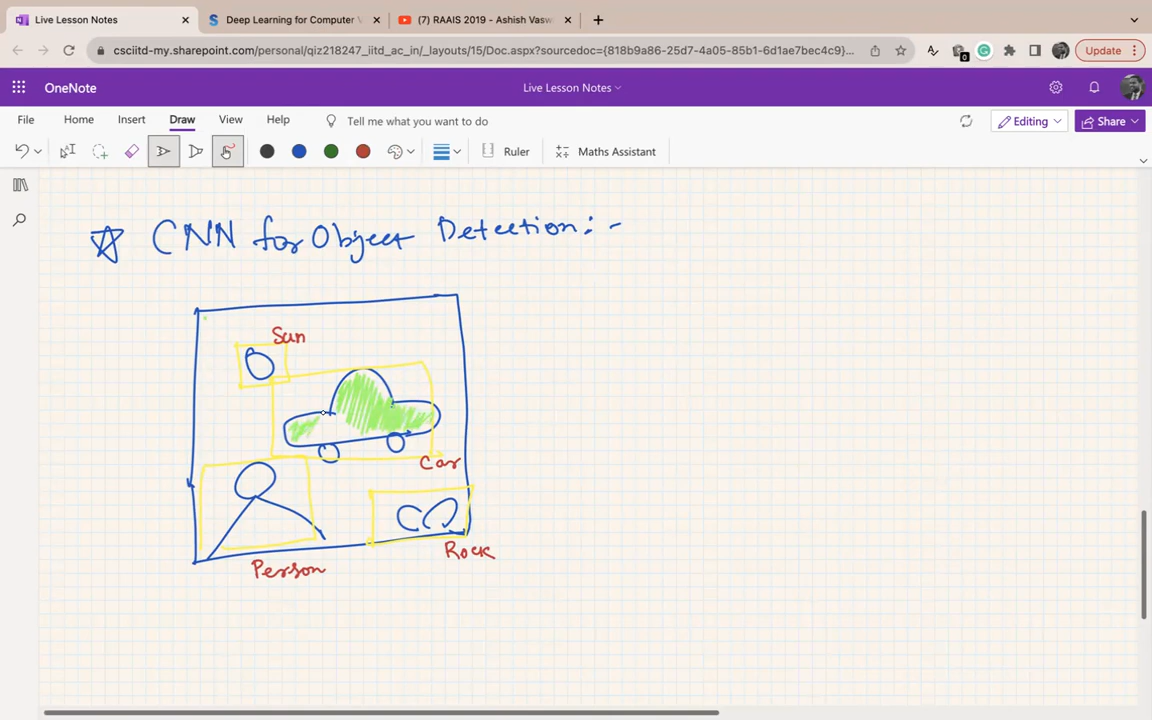 Live Lesson Notes
Deep Learning for Computer V
(7) RAAIS 2019 - Ashish Vasw
csciitd-my.sharepoint.com/personal/qiz218247_iitd_ac_in/_layouts/15/Doc.aspx?sourcedoc={818b9a86-25d7-4a05-85b1-6d1ae7bec4c9}...
0
Update
OneNote
Live Lesson Notes
File Home Insert Draw View Help Tell me what you want to do
Editing
Share
Ruler
Maths Assistant
CNN for Object Detection:-
Sun
Car
Rock
Person